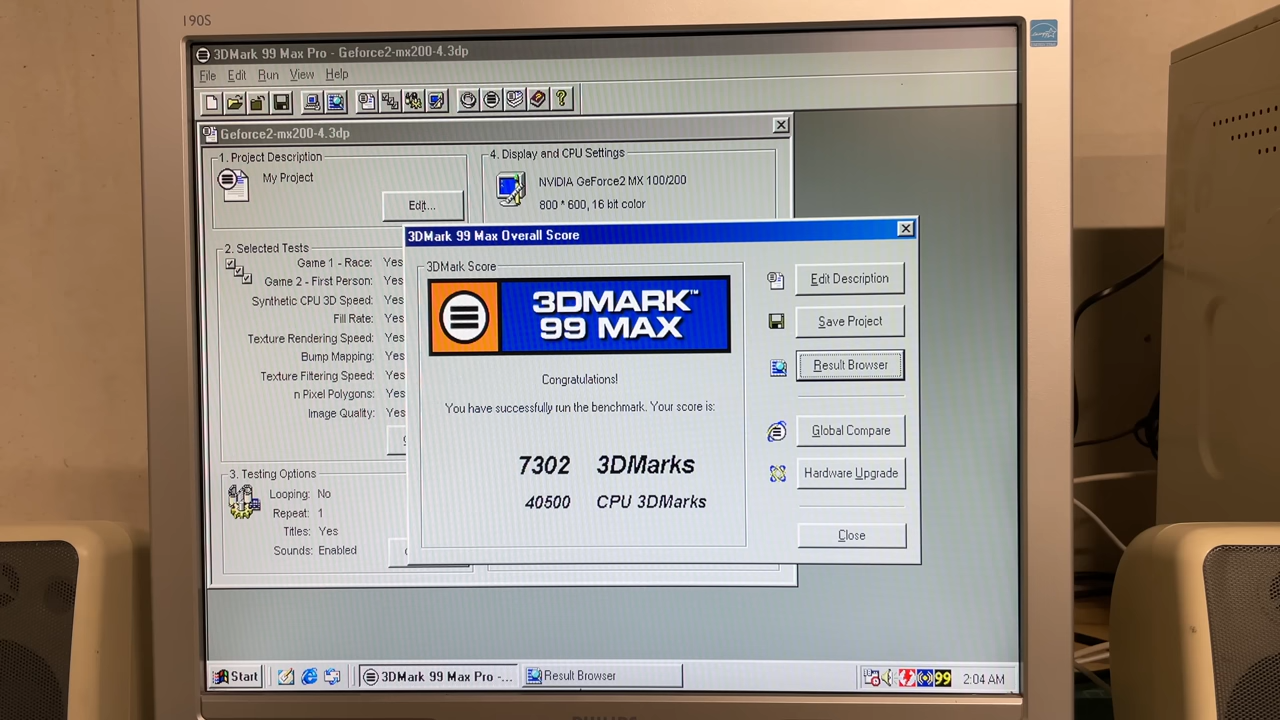 190S
3DMark 99 Max Pro - Geforce2-mx200-4.3dp
File Edit Run View Help
Geforce2-mx200-4.3dp
1. Project Description
My Project
Edit...
4. Display and CPU Settings
NVIDIA GeForce2 MX 100/200
800 * 600, 16 bit color
2. Selected Tests
Game 1 - Race: Yes
Game 2 - First Person: Yes
Synthetic CPU 3D Speed: Yes
Fill Rate: Yes
Texture Rendering Speed: Yes
Bump Mapping: Yes
Texture Filtering Speed: Yes
n Pixel Polygons: Yes
Image Quality: Yes
3. Testing Options
Looping: No
Repeat: 1
Titles: Yes
Sounds: Enabled
3DMark 99 Max Overall Score
3DMark Score
3DMARK™
99 MAX
Congratulations!
You have successfully run the benchmark. Your score is:
7302 3DMarks
40500 CPU 3DMarks
Edit Description
Save Project
Result Browser
Global Compare
Hardware Upgrade
Close
Start
3DMark 99 Max Pro -...
Result Browser
99
2:04 AM